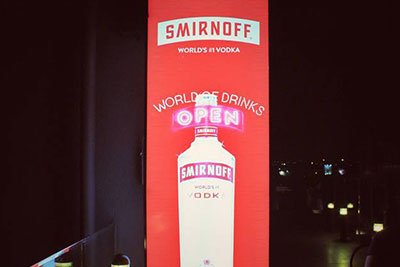 SMIRNOFF
WORLD'S #1 VODKA
WORLD OF DRINKS
OPEN
SMIRNOFF
SMIRNOFF
WORLD'S #1
VODKA